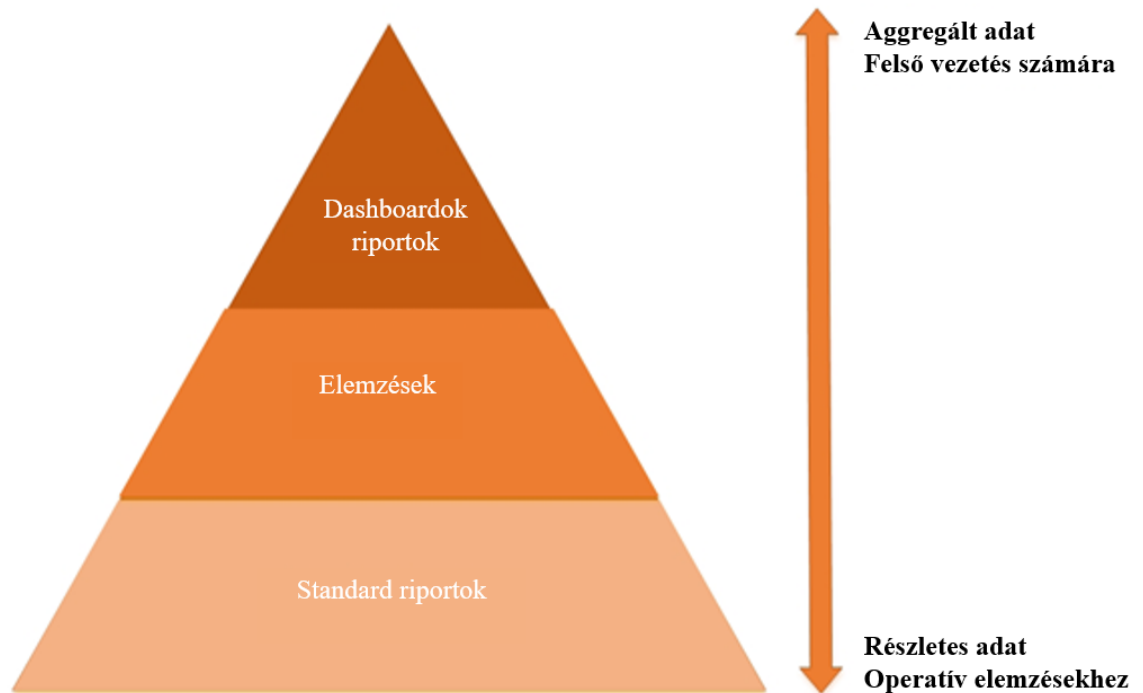 Aggregált adat
Felső vezetés számára
Dashboardok
riportok
Elemzések
Standard riportok
Részletes adat
Operatív elemzésekhez